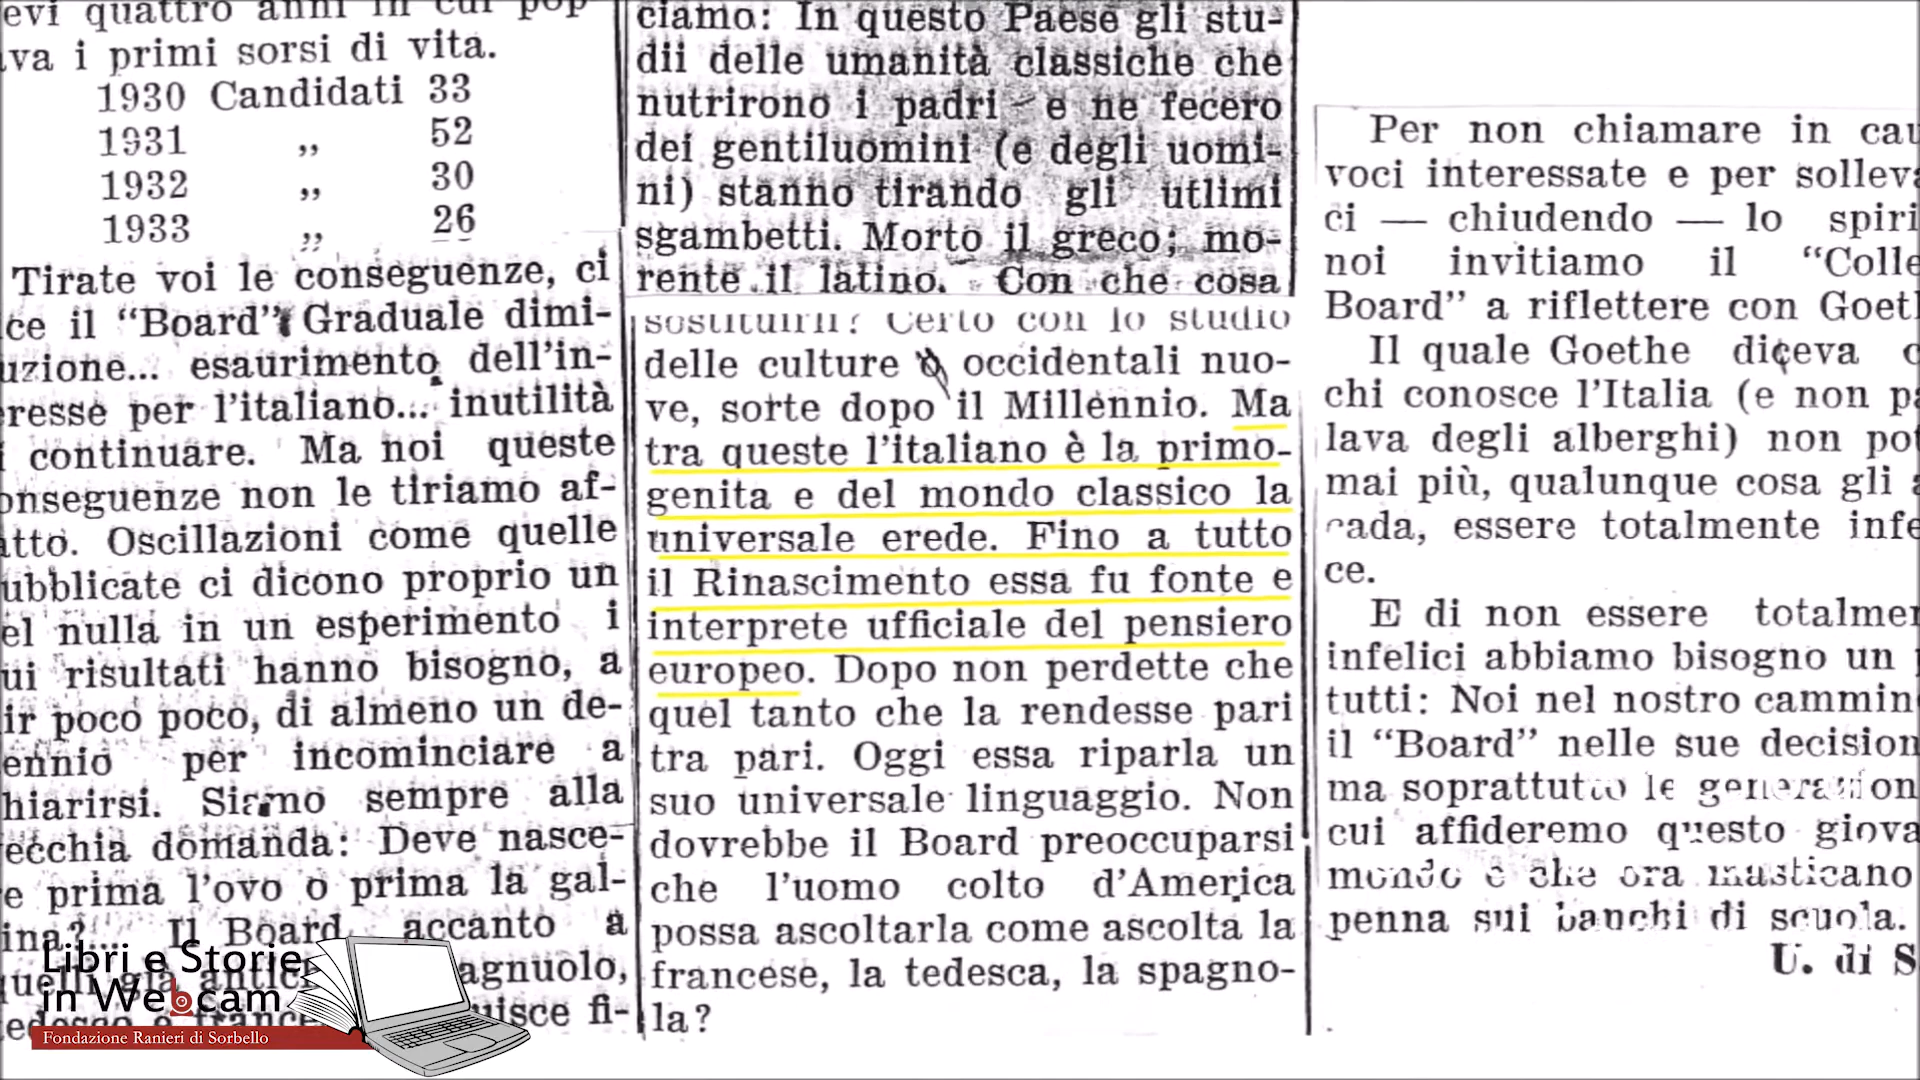 evi quattro anni in cui
va i primi sorsi di vita.
1930 Candidati 33
1931 ,, 52
1932 ,, 30
1933 ,, 26
Tirate voi le conseguenze, ci
ce il “Board” Graduale dimi-
uzione... esaurimento dell’in-
resse per l’italiano... inutilità
i continuare. Ma noi queste
onseguenze non le tiriamo af-
atto. Oscillazioni come quelle
ubblicate ci dicono proprio un
el nulla in un esperimento i
ui risultati hanno bisogno, a
ir poco poco, di almeno un de-
ennio per incominciare a
hiarirsi. Siamo sempre alla
ecchia domanda: Deve nasce-
e prima l’ovo o prima la gal-
ina? Il Board, accanto a
agnuolo,
uisce fi-
ciamo: In questo Paese gli stu-
dii delle umanità classiche che
nutrirono i padri e ne fecero
dei gentiluomini (e degli uomi-
ni) stanno tirando gli utlimi
sgambetti. Morto il greco; mo-
rente il latino. Con che cosa
sostituirli? Certo con lo studio
delle culture occidentali nuo-
ve, sorte dopo il Millennio. Ma
tra queste l’italiano è la primo-
genita e del mondo classico la
universale erede. Fino a tutto
il Rinascimento essa fu fonte e
interprete ufficiale del pensiero
europeo. Dopo non perdette che
quel tanto che la rendesse pari
tra pari. Oggi essa riparla un
suo universale linguaggio. Non
dovrebbe il Board preoccuparsi
che l’uomo colto d’America
possa ascoltarla come ascolta la
francese, la tedesca, la spagno-
la?
Per non chiamare in cau
voci interessate e per solleva
ci — chiudendo — lo spiri
noi invitiamo il “Colle
Board” a riflettere con Goet
Il quale Goethe diceva c
chi conosce l’Italia (e non pa
lava degli alberghi) non pot
mai più, qualunque cosa gli a
cada, essere totalmente infe
ce.
E di non essere totalmen
infelici abbiamo bisogno un p
tutti: Noi nel nostro cammin
il “Board” nelle sue decision
ma soprattutto le generazion
cui affideremo questo giova
mondo e che ora masticano
penna sui banchi di scuola.
U. di S
Libri e Storie
in Webcam
Fondazione Ranieri di Sorbello